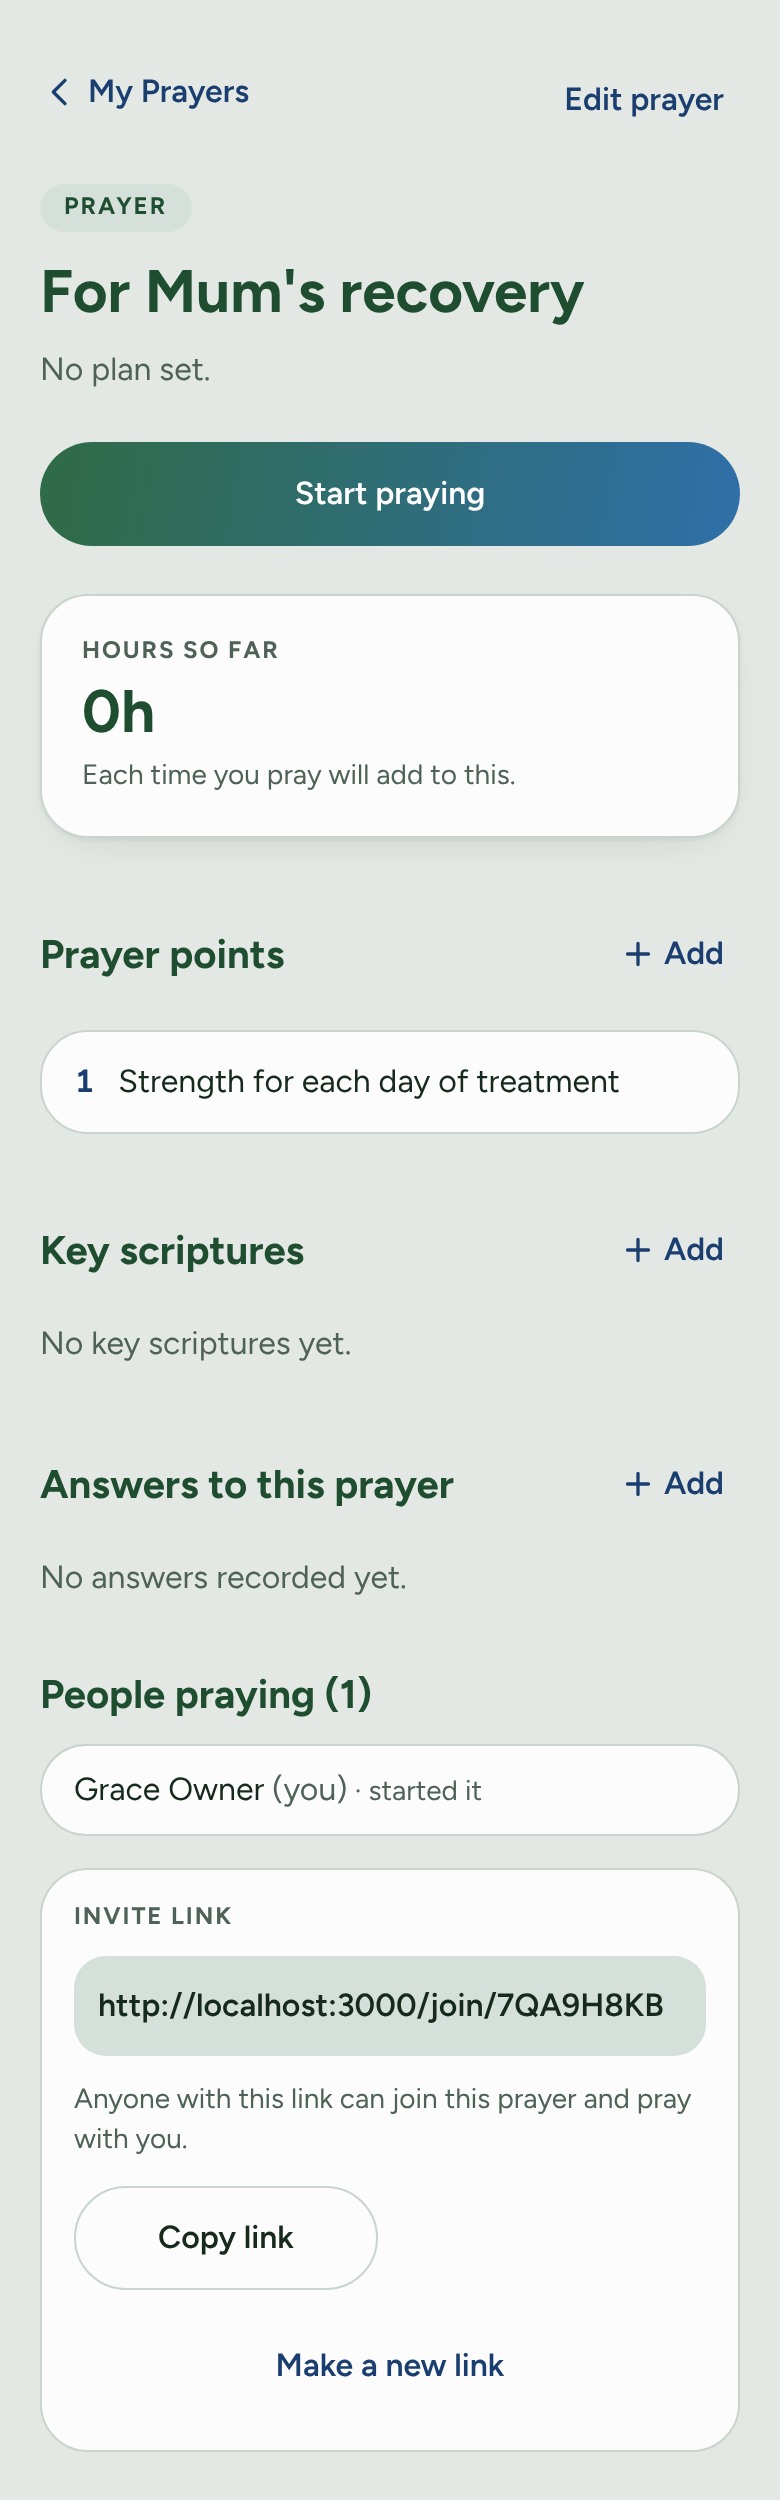 My Prayers
Edit prayer
PRAYER
For Mum's recovery
No plan set.
Start praying
HOURS SO FAR
0h
Each time you pray will add to this.
Prayer points
+ Add
1 Strength for each day of treatment
Key scriptures
+ Add
No key scriptures yet.
Answers to this prayer
+ Add
No answers recorded yet.
People praying (1)
Grace Owner (you) · started it
INVITE LINK
http://localhost:3000/join/7QA9H8KB
Anyone with this link can join this prayer and pray
with you.
Copy link
Make a new link